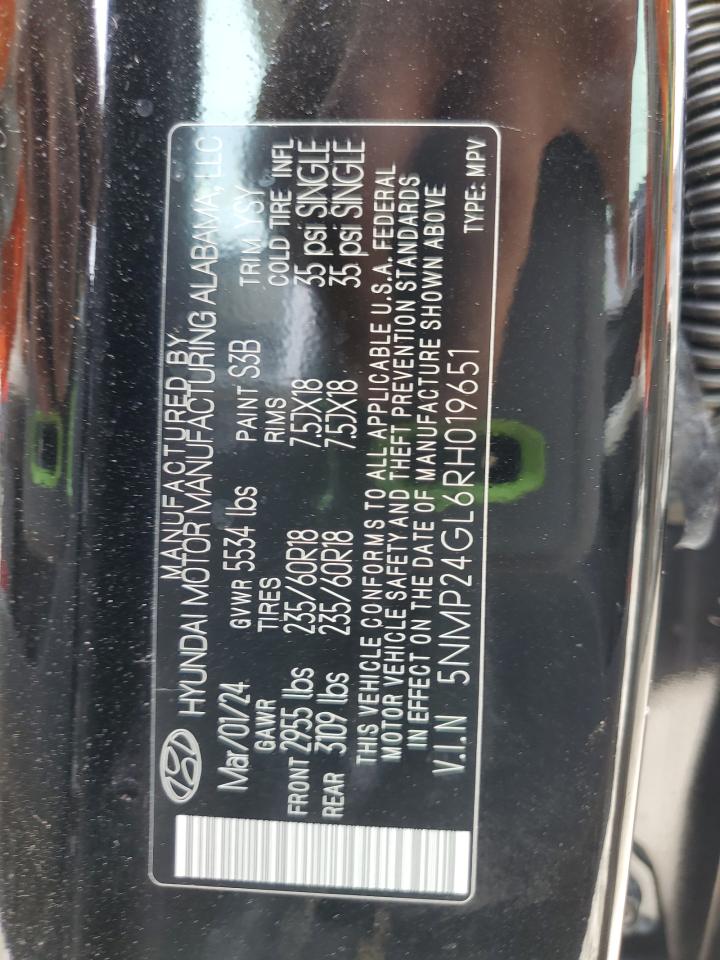 MANUFACTURED BY
HYUNDAI MOTOR MANUFACTURING ALABAMA, LLC
Mar/01/24 GVWR 5534 lbs PAINT S3B TRIM YSY
GAWR TIRES RIMS COLD TIRE INFL
FRONT 2955 lbs 235/60R18 7.5JX18 35 psi SINGLE
REAR 3109 lbs 235/60R18 7.5JX18 35 psi SINGLE
THIS VEHICLE CONFORMS TO ALL APPLICABLE U.S.A. FEDERAL
MOTOR VEHICLE SAFETY AND THEFT PREVENTION STANDARDS
IN EFFECT ON THE DATE OF MANUFACTURE SHOWN ABOVE
V.I.N 5NMP24GL6RH019651
TYPE: MPV